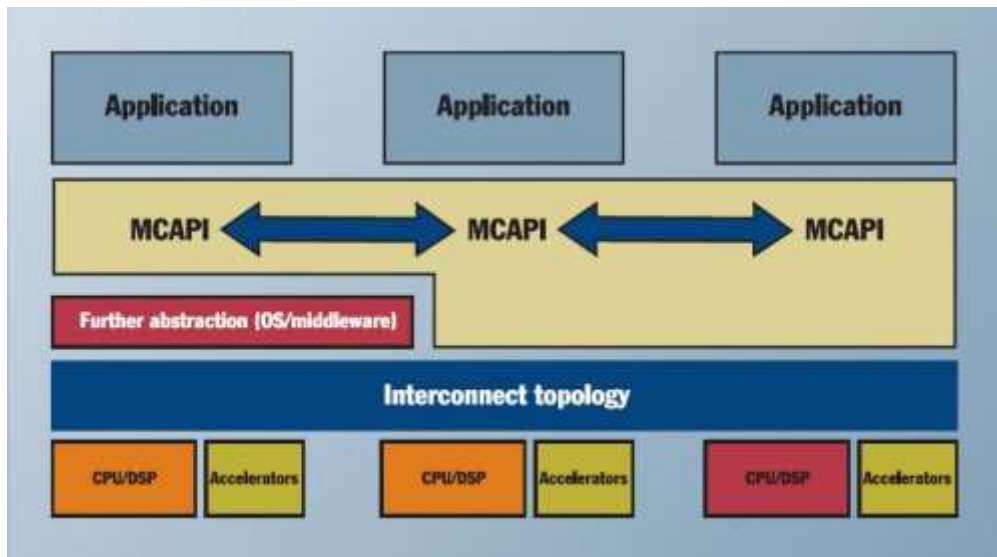 Application
Application
Application
MCAPI
MCAPI
MCAPI
Further abstraction (OS/middleware)
Interconnect topology
CPU/DSP
Accelerators
CPU/DSP
Accelerators
CPU/DSP
Accelerators